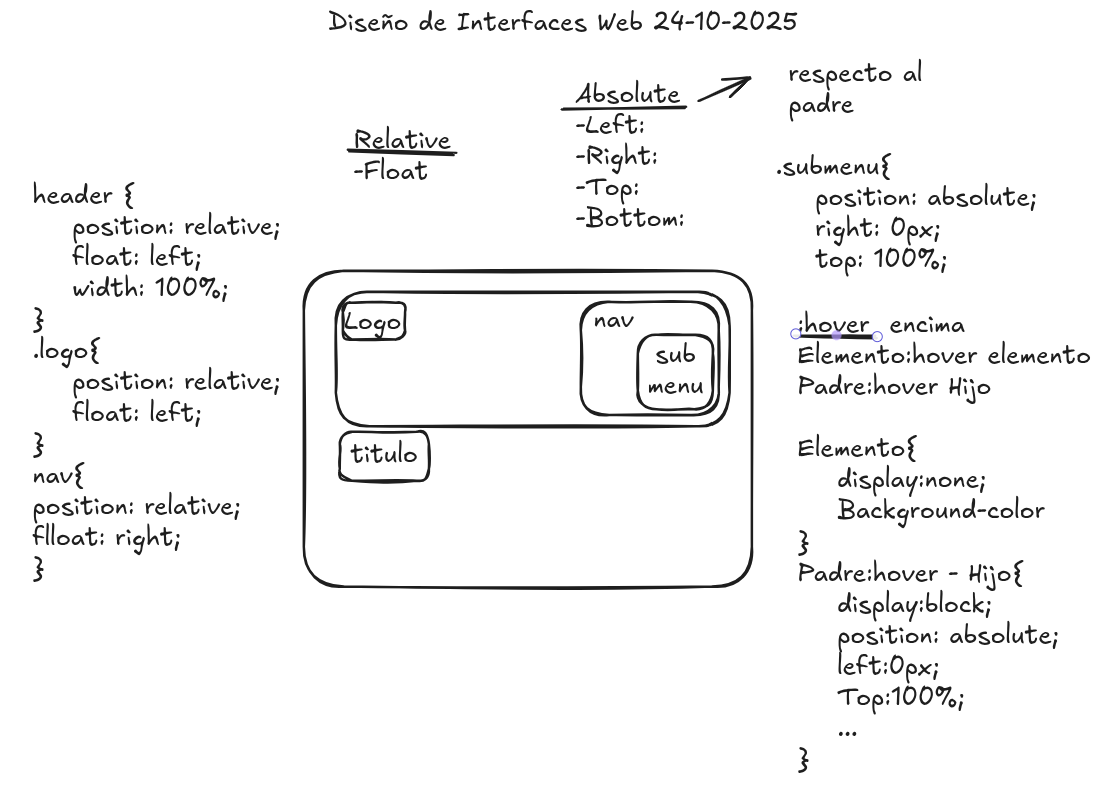 Diseño de Interfaces Web 24-10-2025
Relative
-Float
Absolute
-Left:
-Right:
-Top:
-Bottom:
respecto al
padre
header {
position: relative;
float: left;
width: 100%;
}
.logo{
position: relative;
float: left;
}
nav{
position: relative;
flloat: right;
}
Logo
nav
sub
menu
titulo
.submenu{
position: absolute;
right: 0px;
top: 100%;
:hover encima
Elemento:hover elemento
Padre:hover Hijo
Elemento{
display:none;
Background-color
}
Padre:hover - Hijo{
display:block;
position: absolute;
left:0px;
Top:100%;
...
}